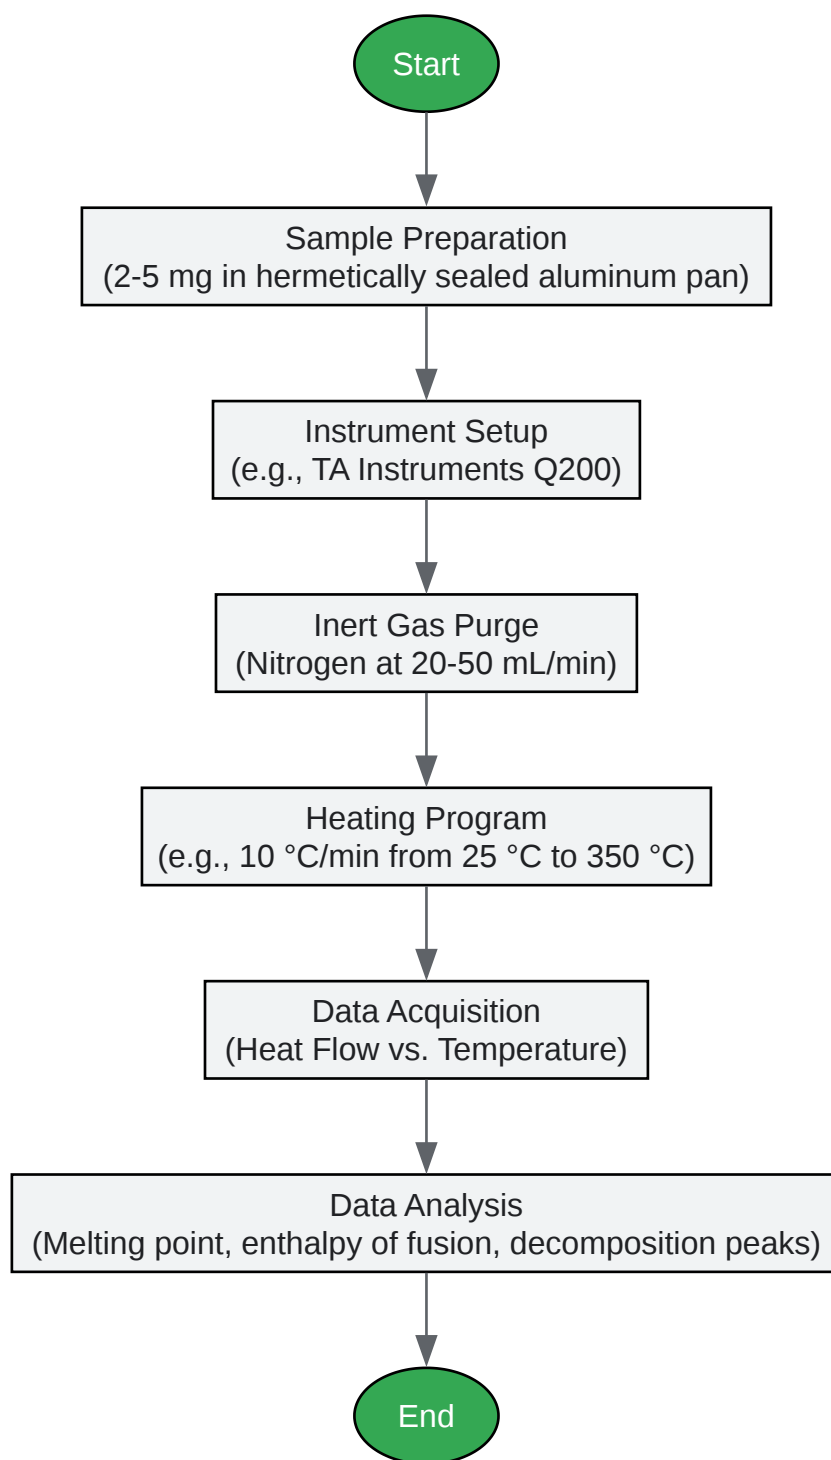 Start
Sample Preparation
(2-5 mg in hermetically sealed aluminum pan)
Instrument Setup
(e.g., TA Instruments Q200)
Inert Gas Purge
(Nitrogen at 20-50 mL/min)
Heating Program
(e.g., 10 °C/min from 25 °C to 350 °C)
Data Acquisition
(Heat Flow vs. Temperature)
Data Analysis
(Melting point, enthalpy of fusion, decomposition peaks)
End